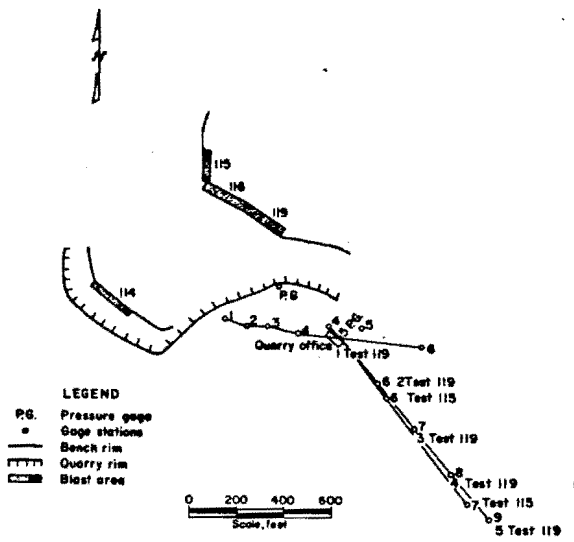 N
115
118
119
114
P.G.
1
2
3
4
4
3 P.G.
5
6
Quarry office
1 Test 119
6 2 Test 119
6 Test 115
7
3 Test 119
8
4 Test 119
7 Test 115
9
5 Test 119
LEGEND
P.G. Pressure gage
Gage stations
Bench rim
Quarry rim
Blast area
0 200 400 600
Scale, feet